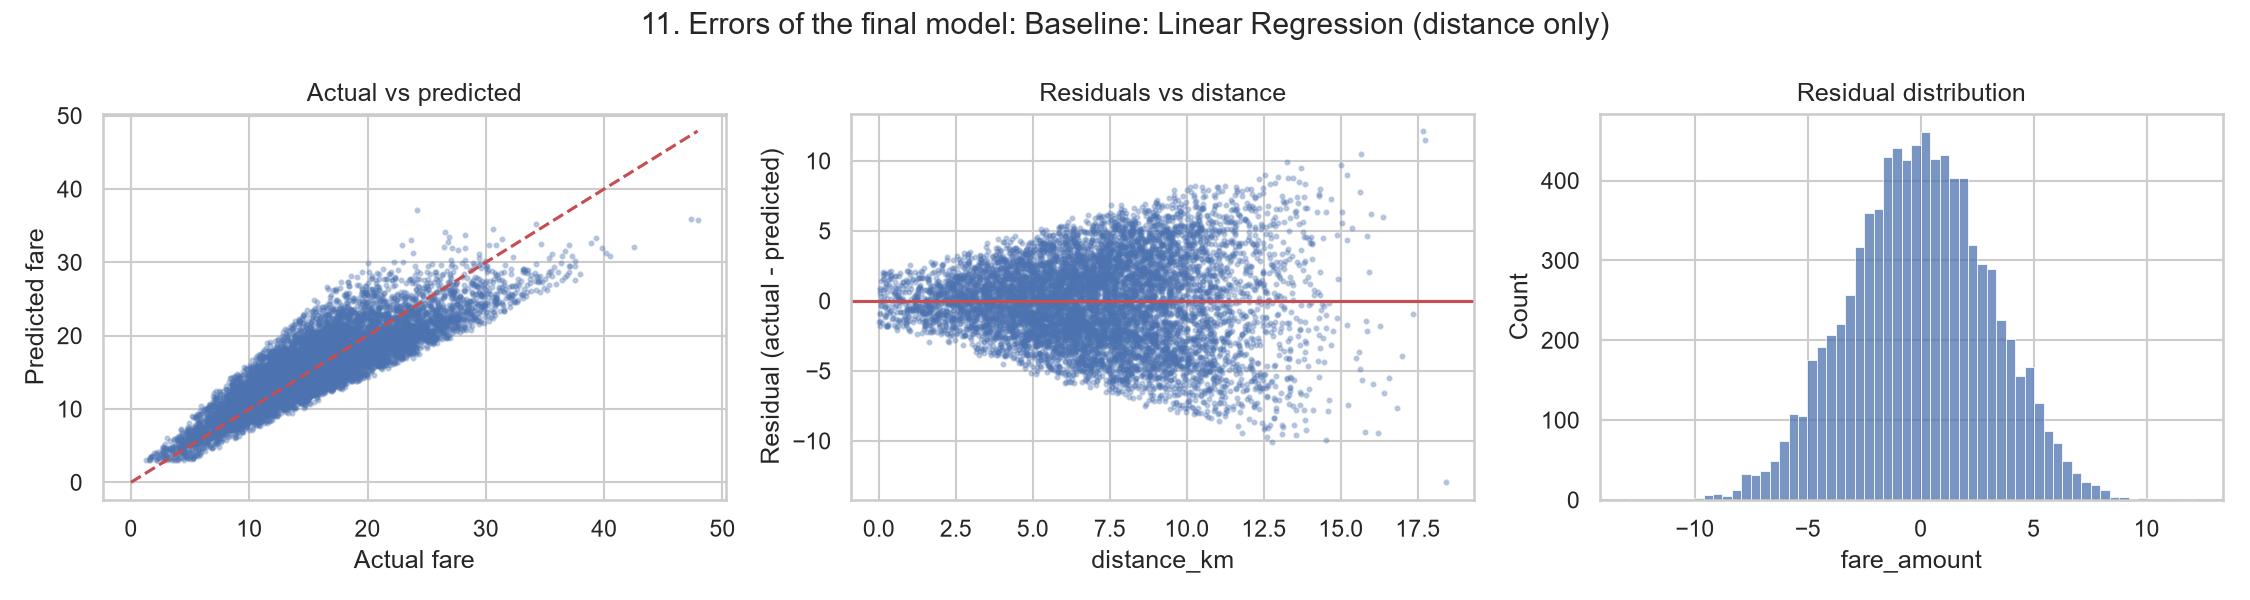 11. Errors of the final model: Baseline: Linear Regression (distance only)
Actual vs predicted
50
40
30
20
10
0
Predicted fare
0 10 20 30 40 50
Actual fare
Residuals vs distance
10
5
0
−5
−10
Residual (actual - predicted)
0.0 2.5 5.0 7.5 10.0 12.5 15.0 17.5
distance_km
Residual distribution
400
300
200
100
0
Count
−10 −5 0 5 10
fare_amount